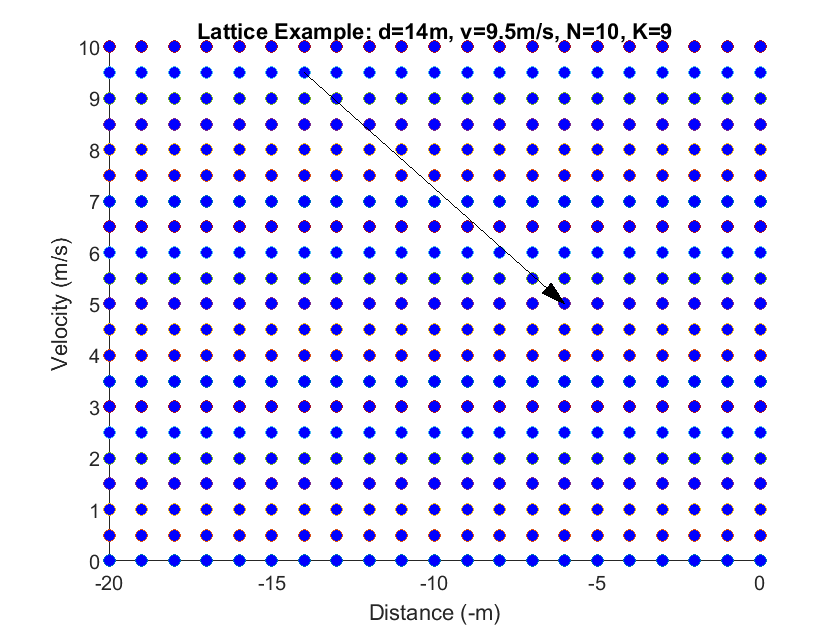 Lattice Example: d=14m, v=9.5m/s, N=10, K=9
10
9
8
7
6
5
4
3
2
1
0
Velocity (m/s)
-20 -15 -10 -5 0
Distance (-m)